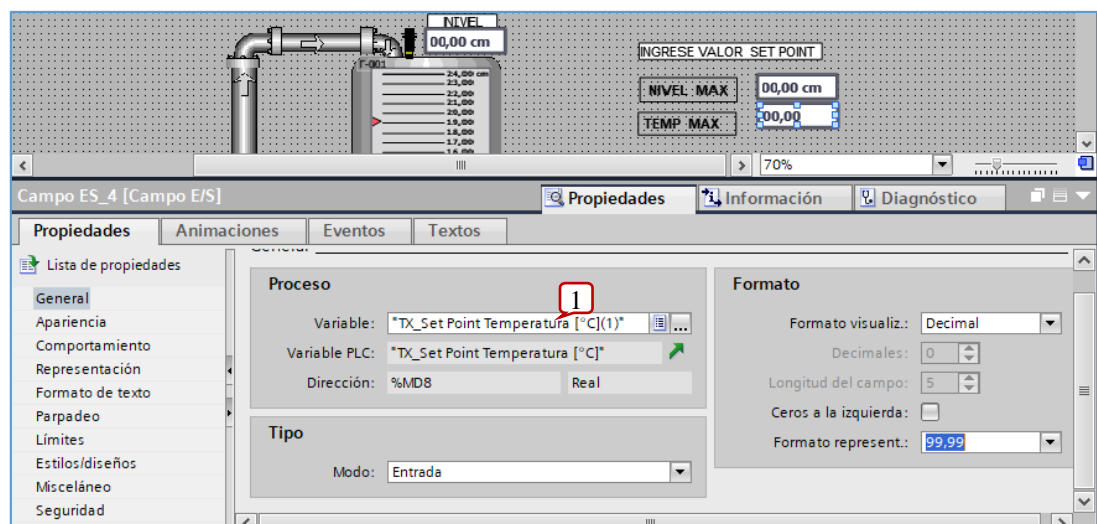 NIVEL
00,00 cm
INGRESE VALOR SET POINT
F-001
24,00 cm
23,00
22,00
21,00
20,00
19,00
18,00
17,00
16,00
NIVEL MAX 00,00 cm
TEMP MAX 00,00
70%
Campo ES_4 [Campo E/S]
Propiedades Información Diagnóstico
Propiedades Animaciones Eventos Textos
Lista de propiedades
General
Apariencia
Comportamiento
Representación
Formato de texto
Parpadeo
Límites
Estilos/diseños
Misceláneo
Seguridad
General
Proceso
1
Variable: "TX_Set Point Temperatura [°C](1)" ...
Variable PLC: "TX_Set Point Temperatura [°C]"
Dirección: %MD8 Real
Tipo
Modo: Entrada
Formato
Formato visualiz.: Decimal
Decimales: 0
Longitud del campo: 5
Ceros a la izquierda:
Formato represent.: 99,99